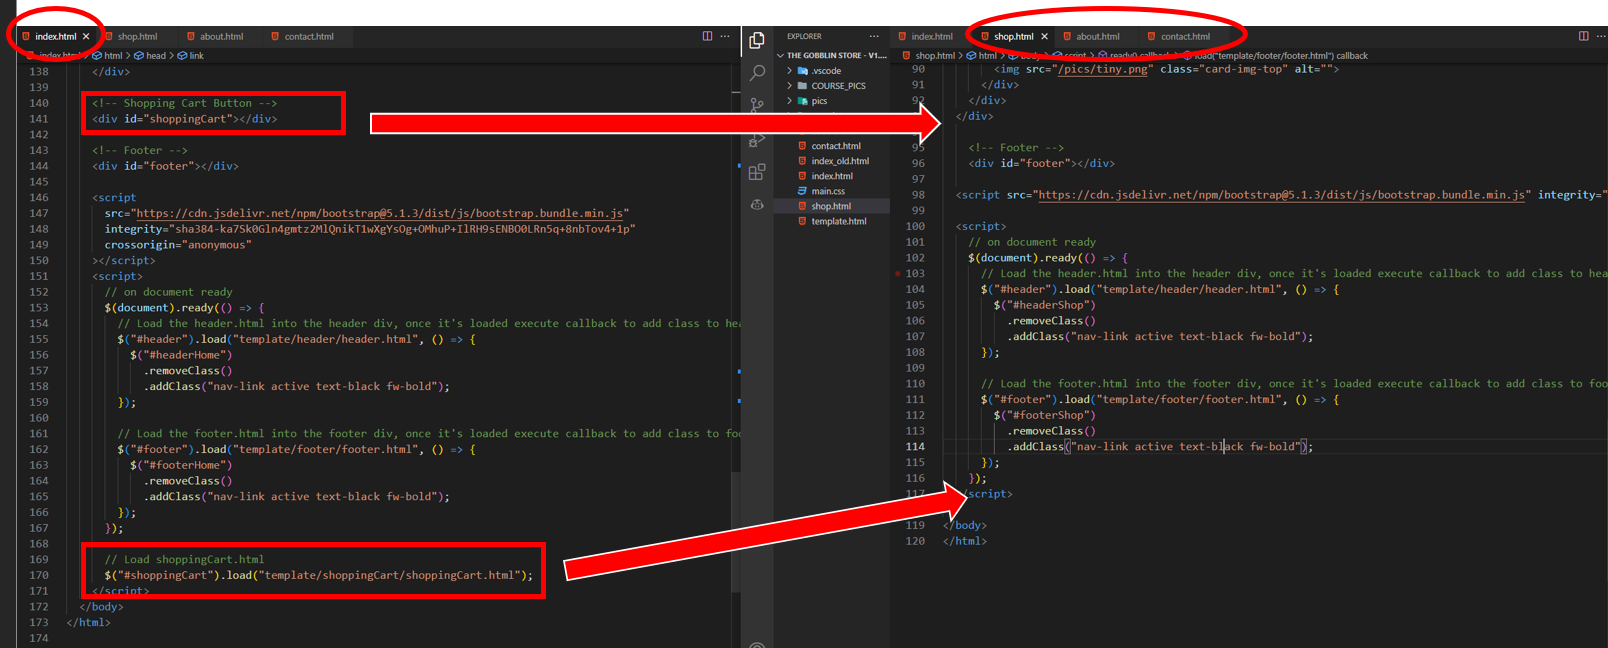 index.html
shop.html
about.html
contact.html
index.html > html > head > link
138 </div>
139
140 <!-- Shopping Cart Button -->
141 <div id="shoppingCart"></div>
142
143 <!-- Footer -->
144 <div id="footer"></div>
145
146 <script
147 src="https://cdn.jsdelivr.net/npm/bootstrap@5.1.3/dist/js/bootstrap.bundle.min.js"
148 integrity="sha384-ka7Sk0Gln4gmtz2MlQnikT1wXgYsOg+OMhuP+IlRH9sENBO0LRn5q+8nbTov4+1p"
149 crossorigin="anonymous"
150 ></script>
151 <script>
152 // on document ready
153 $(document).ready(() => {
154 // Load the header.html into the header div, once it's loaded execute callback to add class to hea
155 $("#header").load("template/header/header.html", () => {
156 $("#headerHome")
157 .removeClass()
158 .addClass("nav-link active text-black fw-bold");
159 });
160
161 // Load the footer.html into the footer div, once it's loaded execute callback to add class to foo
162 $("#footer").load("template/footer/footer.html", () => {
163 $("#footerHome")
164 .removeClass()
165 .addClass("nav-link active text-black fw-bold");
166 });
167 });
168
169 // Load shoppingCart.html
170 $("#shoppingCart").load("template/shoppingCart/shoppingCart.html");
171 </script>
172 </body>
173 </html>
174
EXPLORER
THE GOBBLIN STORE - V1....
.vscode
COURSE_PICS
pics
contact.html
index_old.html
index.html
main.css
shop.html
template.html
index.html
shop.html
about.html
contact.html
shop.html > html > body > script > ready() callback > load("template/footer/footer.html") callback
90 <img src="/pics/tiny.png" class="card-img-top" alt="">
91 </div>
92 </div>
</div>
95 <!-- Footer -->
96 <div id="footer"></div>
97
98 <script src="https://cdn.jsdelivr.net/npm/bootstrap@5.1.3/dist/js/bootstrap.bundle.min.js" integrity="
99
100 <script>
101 // on document ready
102 $(document).ready(() => {
103 // Load the header.html into the header div, once it's loaded execute callback to add class to hea
104 $("#header").load("template/header/header.html", () => {
105 $("#headerShop")
106 .removeClass()
107 .addClass("nav-link active text-black fw-bold");
108 });
109
110 // Load the footer.html into the footer div, once it's loaded execute callback to add class to foo
111 $("#footer").load("template/footer/footer.html", () => {
112 $("#footerShop")
113 .removeClass()
114 .addClass("nav-link active text-black fw-bold");
115 });
116 });
117 script>
119 </body>
120 </html>